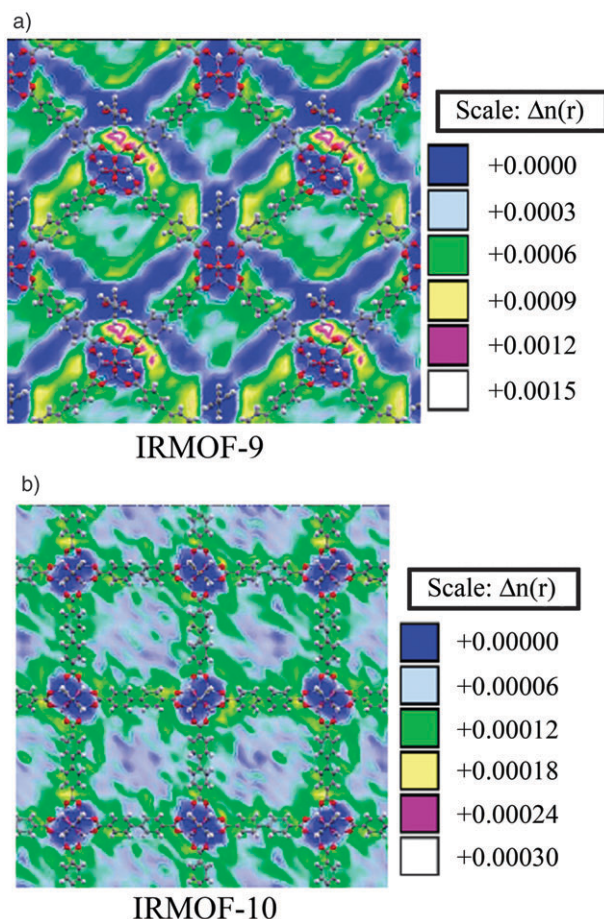 a)
Scale: Δn(r)
+0.0000
+0.0003
+0.0006
+0.0009
+0.0012
+0.0015
IRMOF-9
b)
Scale: Δn(r)
+0.00000
+0.00006
+0.00012
+0.00018
+0.00024
+0.00030
IRMOF-10